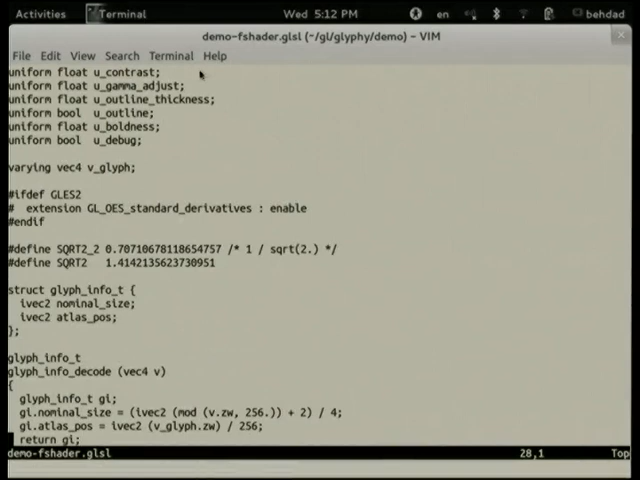 Activities Terminal Wed 5:12 PM en behdad
demo-fshader.glsl (~/gl/glyphy/demo) - VIM
File Edit View Search Terminal Help
uniform float u_contrast;
uniform float u_gamma_adjust;
uniform float u_outline_thickness;
uniform bool  u_outline;
uniform float u_boldness;
uniform bool  u_debug;
varying vec4 v_glyph;
#ifdef GLES2
#  extension GL_OES_standard_derivatives : enable
#endif
#define SQRT2_2 0.70710678118654757 /* 1 / sqrt(2.) */
#define SQRT2   1.4142135623730951
struct glyph_info_t {
  ivec2 nominal_size;
  ivec2 atlas_pos;
};
glyph_info_t
glyph_info_decode (vec4 v)
{
  glyph_info_t gi;
  gi.nominal_size = (ivec2 (mod (v.zw, 256.)) + 2) / 4;
  gi.atlas_pos = ivec2 (v_glyph.zw) / 256;
  return gi;
demo-fshader.glsl 28,1 Top